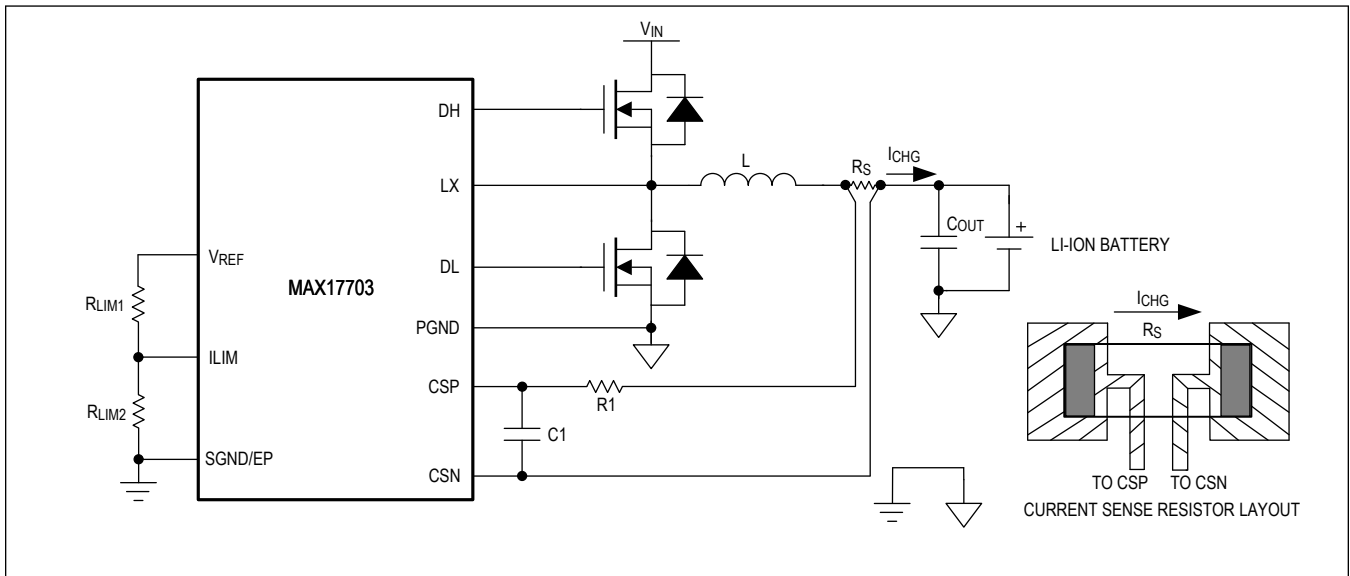 VIN
DH
LX
L
RS
ICHG
COUT
+
LI-ION BATTERY
VREF
DL
MAX17703
RLIM1
PGND
ILIM
CSP
R1
RLIM2
C1
SGND/EP
CSN
ICHG
RS
TO CSP TO CSN
CURRENT SENSE RESISTOR LAYOUT